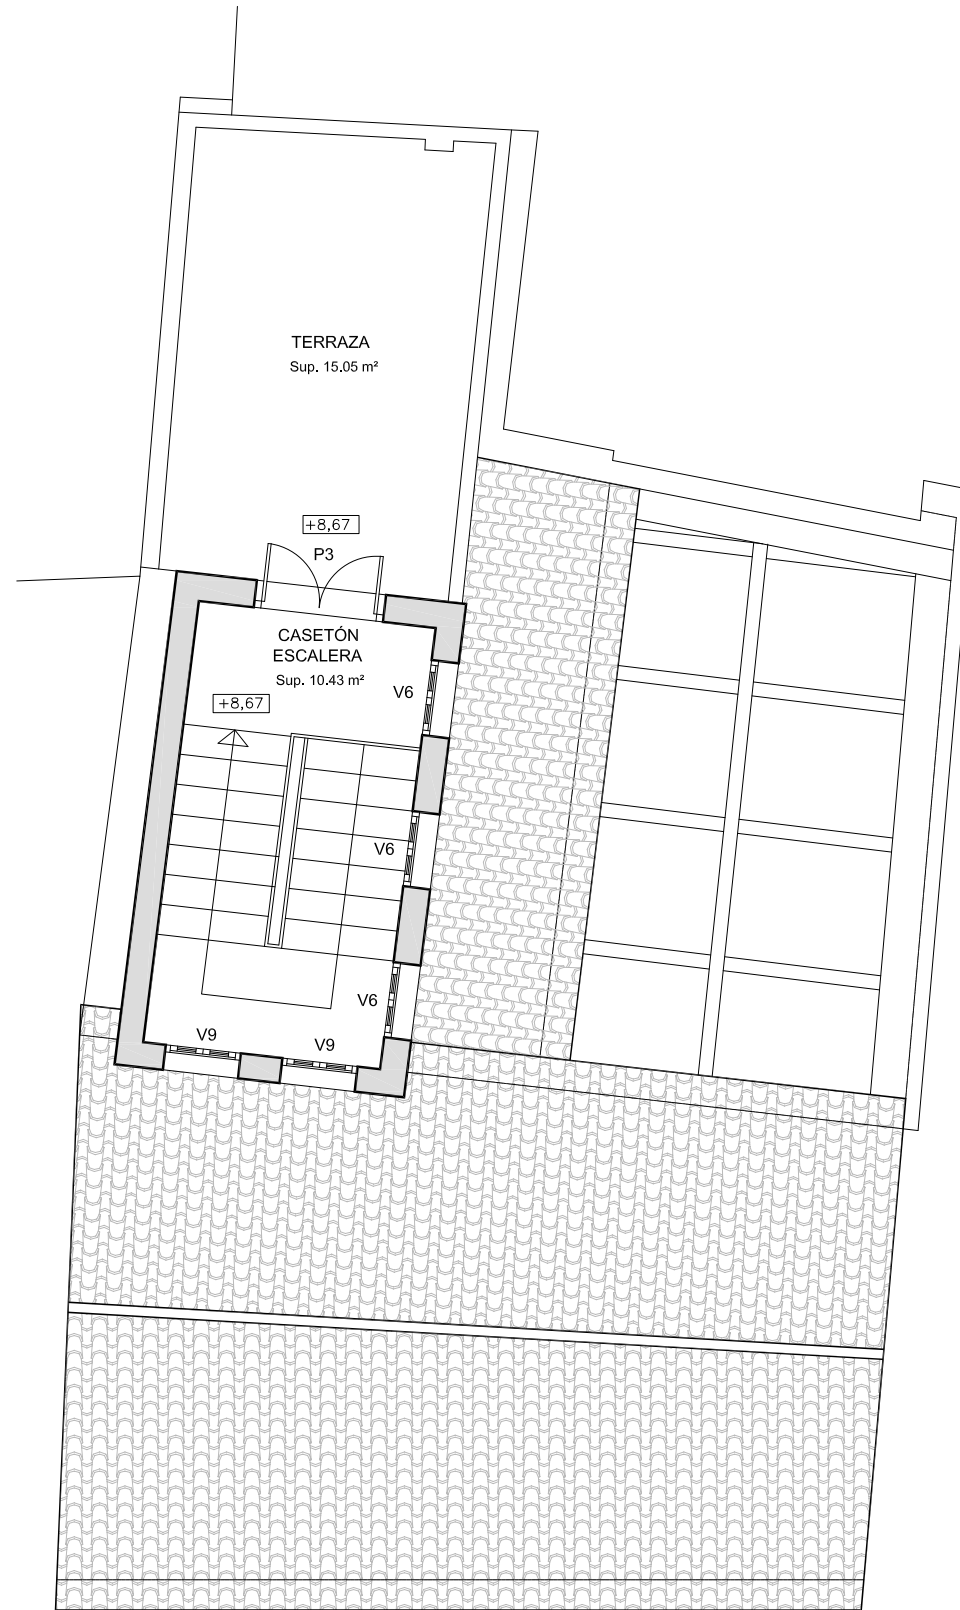 TERRAZA
Sup. 15.05 m²
+8,67
P3
CASETÓN
ESCALERA
Sup. 10.43 m²
V6
+8,67
V6
V6
V9
V9